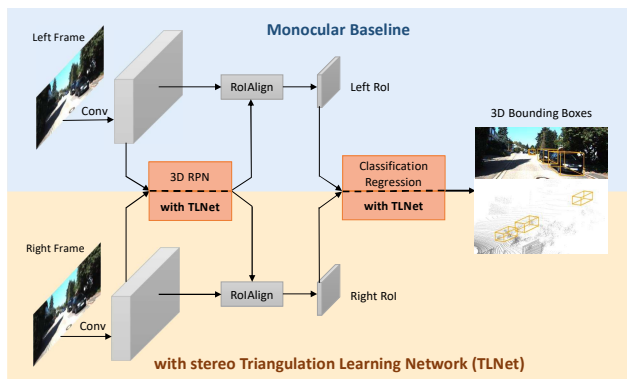 Monocular Baseline
Left Frame
Conv
RoIAlign
Left RoI
3D Bounding Boxes
3D RPN
with TLNet
Classification
Regression
with TLNet
Right Frame
Conv
RoIAlign
Right RoI
with stereo Triangulation Learning Network (TLNet)